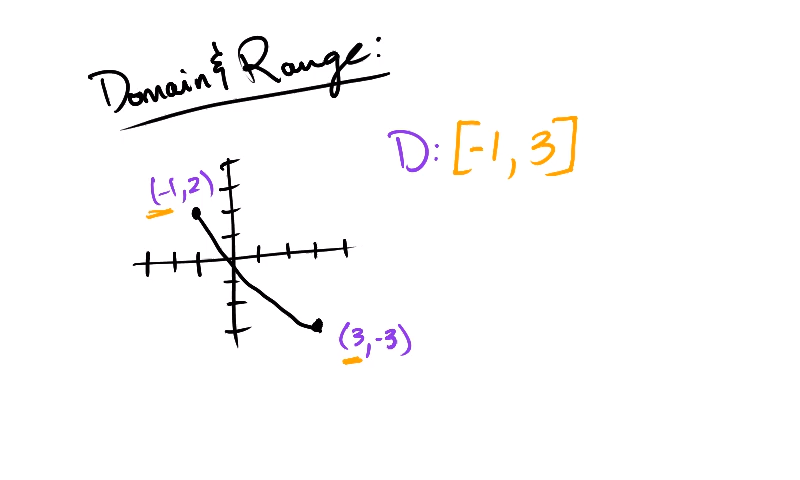 Domain & Range:
D: [-1, 3]
(-1,2)
(3,-3)